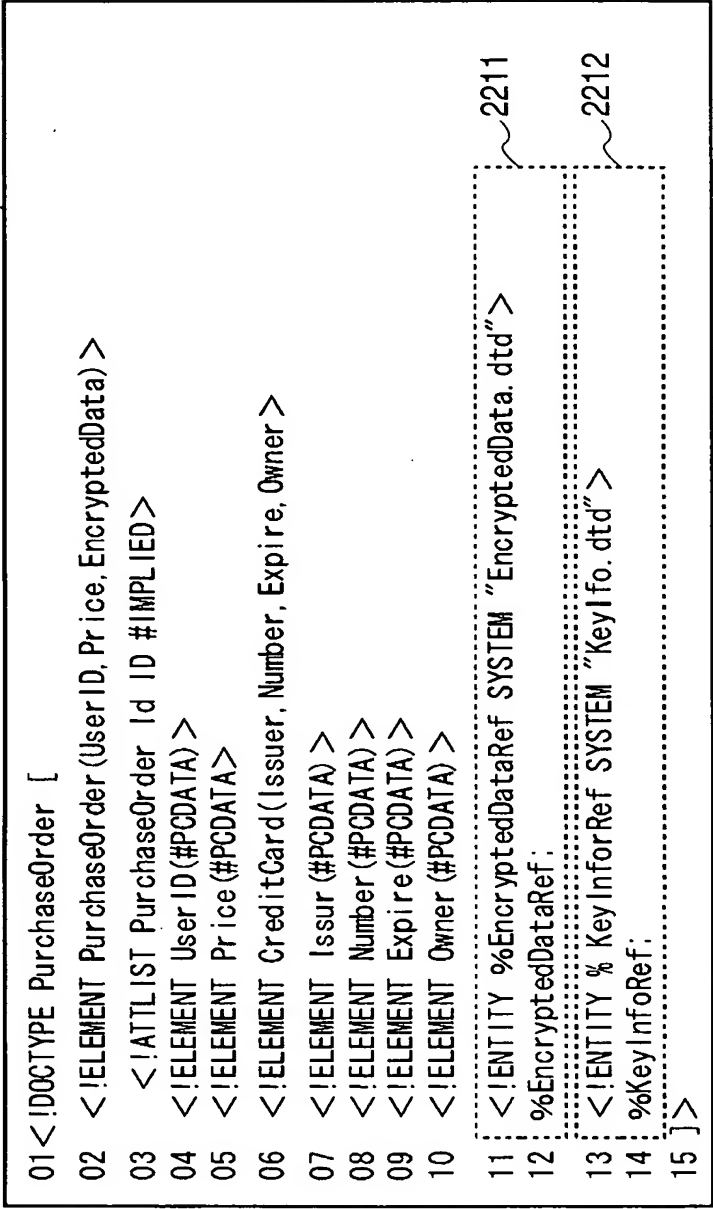 01<!DOCTYPE PurchaseOrder [
02 <!ELEMENT PurchaseOrder(UserID,Price,EncryptedData)>
03 <!ATTLIST PurchaseOrder Id ID #IMPLIED>
04 <!ELEMENT UserID(#PCDATA)>
05 <!ELEMENT Price(#PCDATA>
06 <!ELEMENT CreditCard(Issuer,Number,Expire,Owner>
07 <!ELEMENT Issur(#PCDATA)>
08 <!ELEMENT Number(#PCDATA)>
09 <!ELEMENT Expire(#PCDATA)>
10 <!ELEMENT Owner(#PCDATA)>
11 <!ENTITY %EncryptedDataRef SYSTEM "EncryptedData.dtd"> 2211
12 %EncryptedDataRef;
13 <!ENTITY % KeyInforRef SYSTEM "KeyIfo.dtd"> 2212
14 %KeyInfoRef;
15 ]>